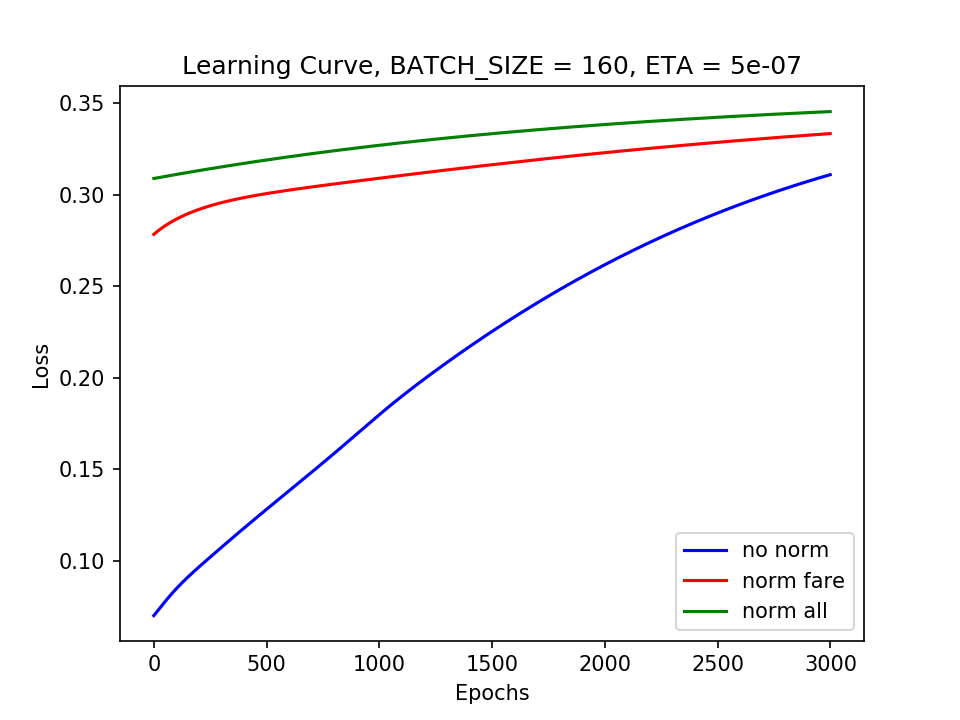 Learning Curve, BATCH_SIZE = 160, ETA = 5e-07
Loss
0.35
0.30
0.25
0.20
0.15
0.10
no norm
norm fare
norm all
0 500 1000 1500 2000 2500 3000
Epochs